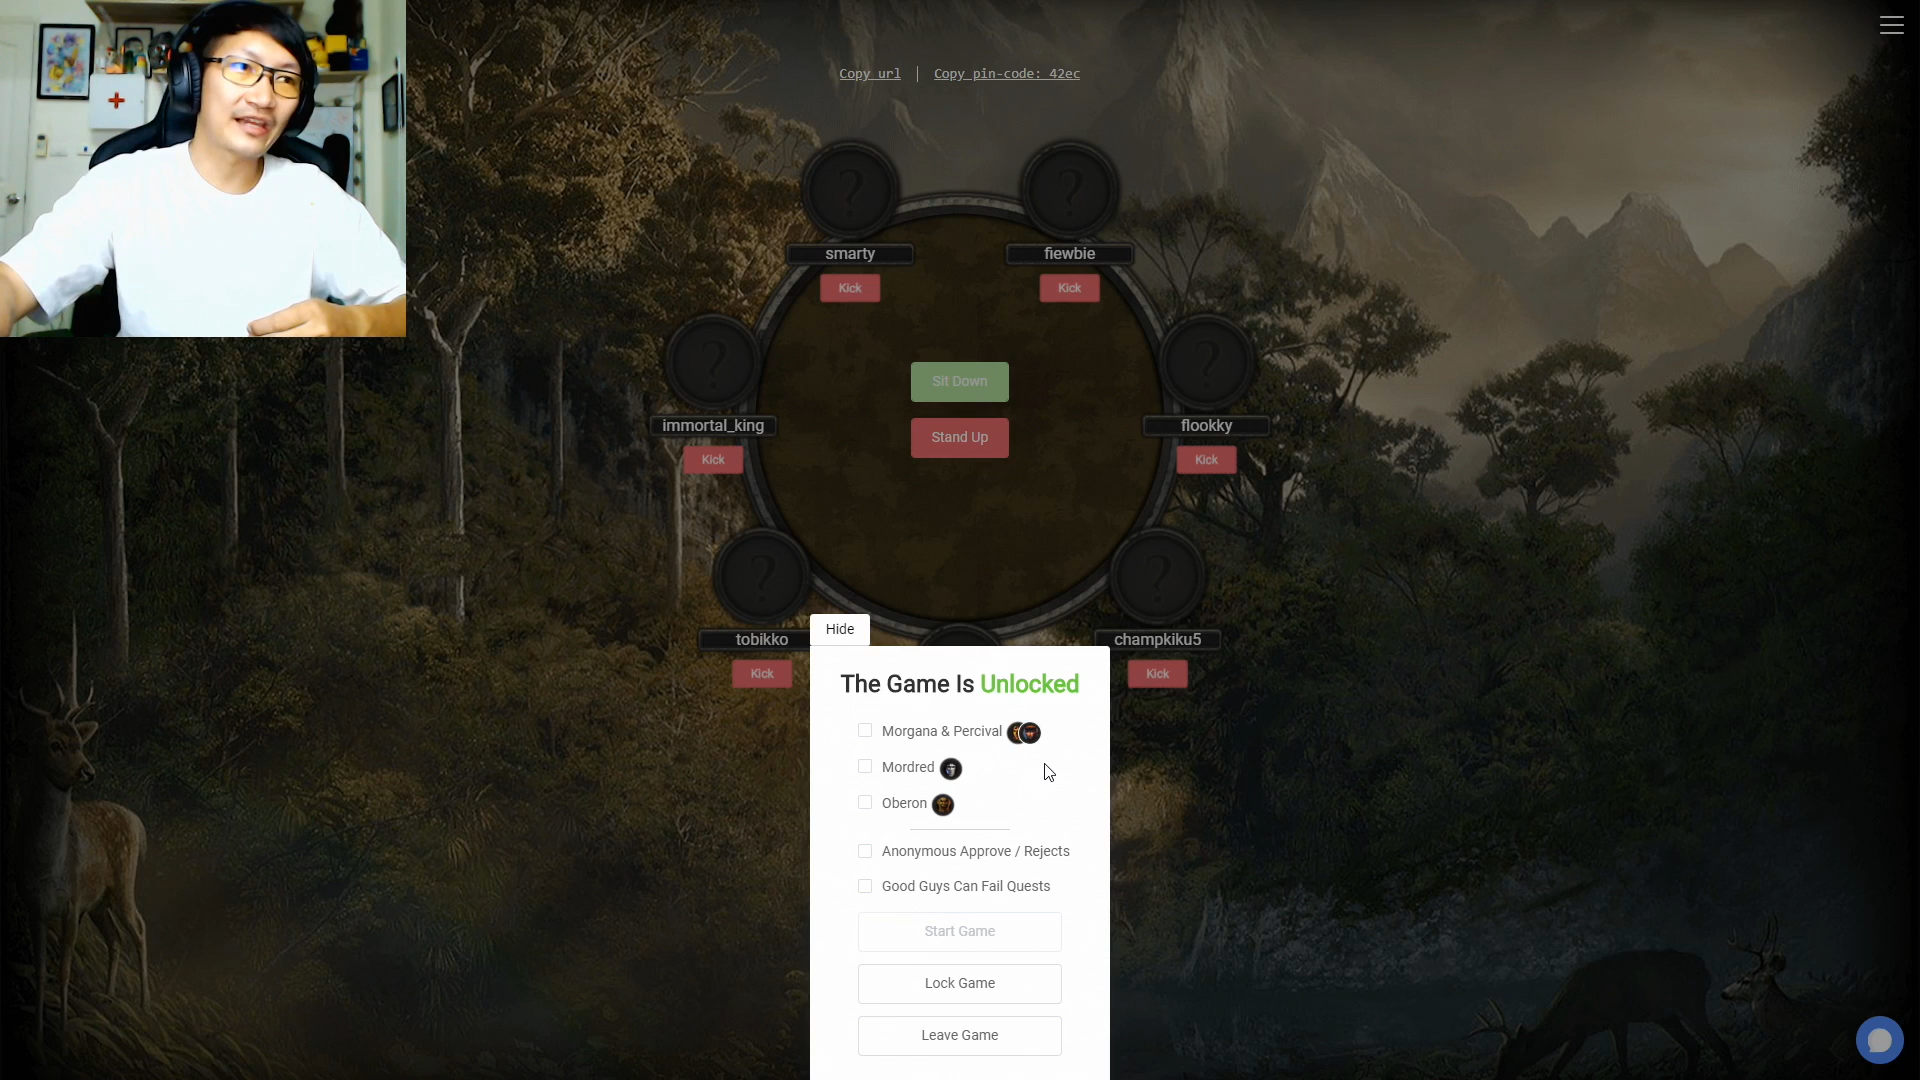 Copy url | Copy pin-code: 42ec
smarty
Kick
fiewbie
Kick
immortal_king
Kick
Sit Down
Stand Up
flookky
Kick
tobikko
Kick
champkiku5
Kick
Hide
The Game Is Unlocked
Morgana & Percival
Mordred
Oberon
Anonymous Approve / Rejects
Good Guys Can Fail Quests
Start Game
Lock Game
Leave Game